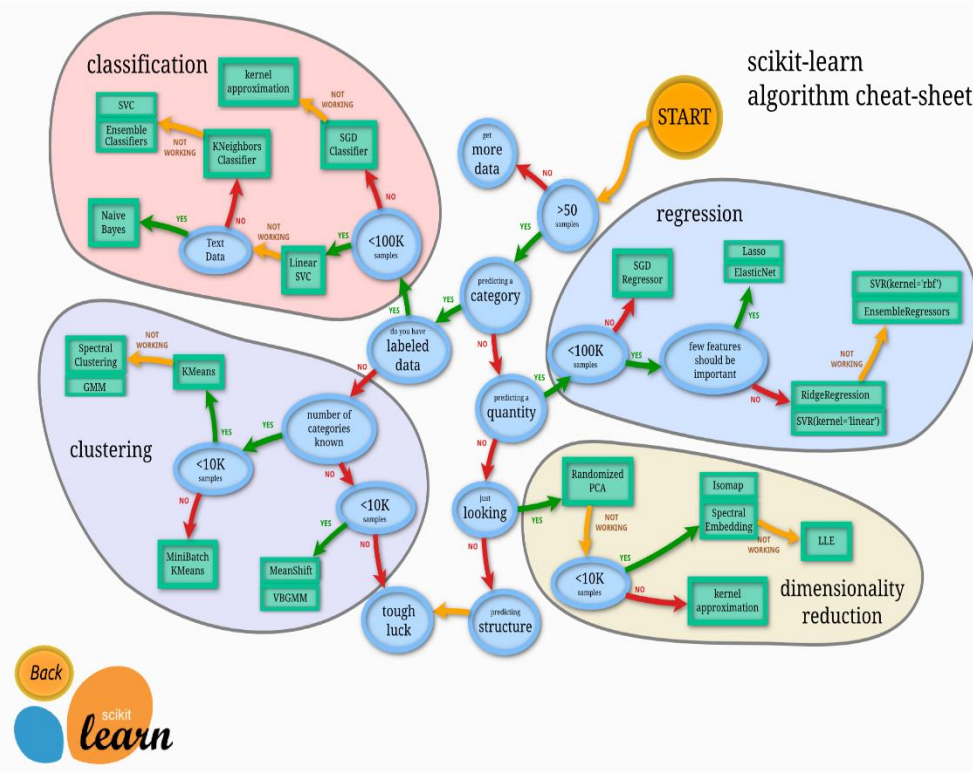 scikit-learn
algorithm cheat-sheet
START
get
more
data
NO
>50
samples
YES
predicting a
category
YES
NO
do you have
labeled
data
YES
NO
predicting a
quantity
YES
NO
just
looking
YES
NO
predicting
structure
tough
luck
classification
kernel
approximation
NOT
WORKING
SGD
Classifier
NO
<100K
samples
YES
Linear
SVC
NOT
WORKING
Text
Data
YES
Naive
Bayes
NO
KNeighbors
Classifier
NOT
WORKING
SVC
Ensemble
Classifiers
regression
SGD
Regressor
NO
<100K
samples
YES
few features
should be
important
YES
Lasso
ElasticNet
NO
RidgeRegression
SVR(kernel='linear')
NOT
WORKING
SVR(kernel='rbf')
EnsembleRegressors
clustering
number of
categories
known
YES
NO
<10K
samples
YES
KMeans
NOT
WORKING
Spectral
Clustering
GMM
NO
MiniBatch
KMeans
<10K
samples
YES
MeanShift
VBGMM
NO
dimensionality
reduction
Randomized
PCA
NOT
WORKING
<10K
samples
YES
Isomap
Spectral
Embedding
NOT
WORKING
LLE
NO
kernel
approximation
Back
scikit
learn